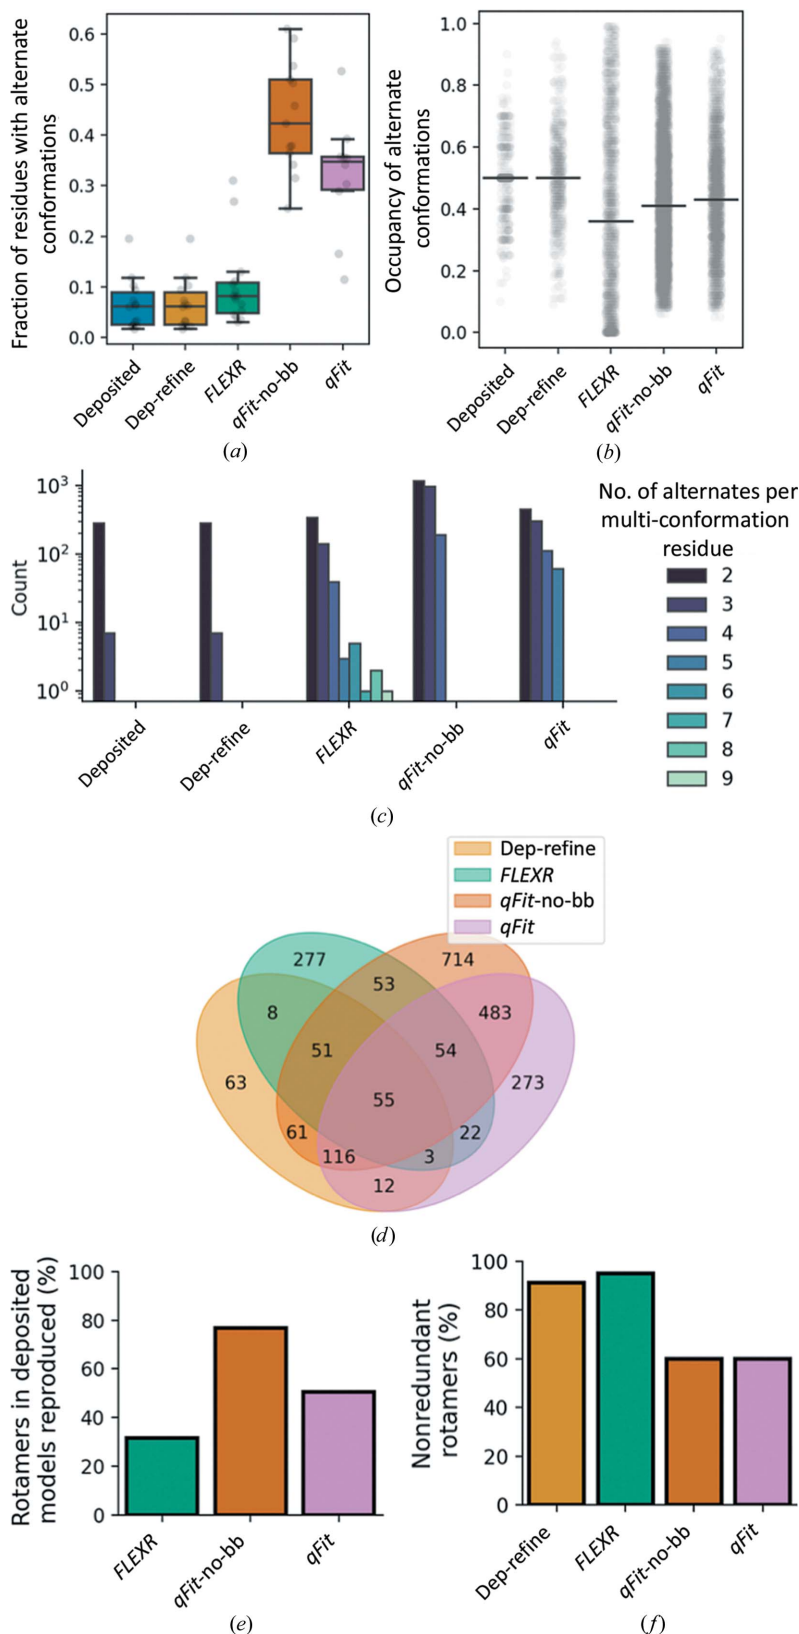 Fraction of residues with alternate
conformations
0.6
0.5
0.4
0.3
0.2
0.1
0.0
Deposited
Dep-refine
FLEXR
qFit-no-bb
qFit
(a)
Occupancy of alternate
conformations
1.0
0.8
0.6
0.4
0.2
0.0
Deposited
Dep-refine
FLEXR
qFit-no-bb
qFit
(b)
Count
10³
10²
10¹
10⁰
Deposited
Dep-refine
FLEXR
qFit-no-bb
qFit
No. of alternates per
multi-conformation
residue
2
3
4
5
6
7
8
9
(c)
Dep-refine
FLEXR
qFit-no-bb
qFit
277
714
53
8
483
51
54
63
273
55
61
22
116
3
12
(d)
Rotamers in deposited
models reproduced (%)
100
80
60
40
20
0
FLEXR
qFit-no-bb
qFit
(e)
Nonredundant
rotamers (%)
100
80
60
40
20
0
Dep-refine
FLEXR
qFit-no-bb
qFit
(f)